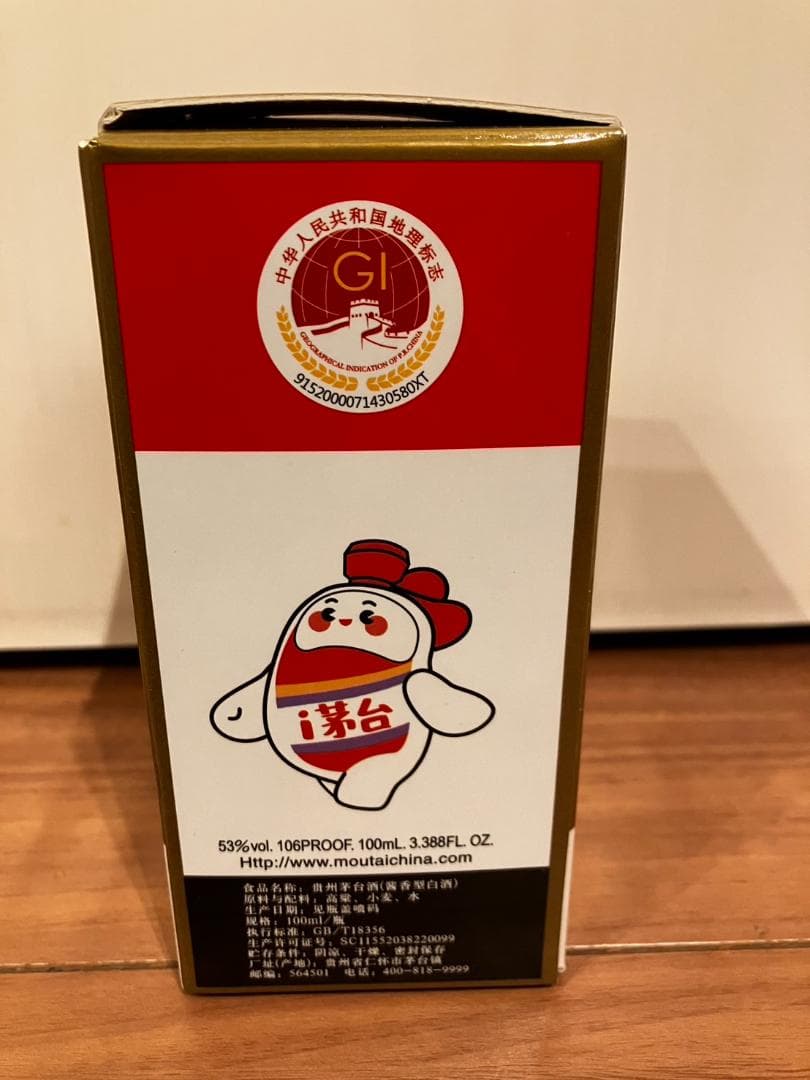 中华人民共和国地理标志
GI
GEOGRAPHICAL INDICATION OF P.R.CHINA
91520000714305​80XT
i茅台
53%vol. 106PROOF. 100mL. 3.388FL. OZ.
Http://www.moutaichina.com
食品名称: 贵州茅台酒(酱香型白酒)
原料与配料: 高粱、小麦、水
生产日期: 见瓶盖喷码
规格: 100ml/瓶
执行标准: GB/T18356
生产许可证号: SC11552038220099
贮存条件: 阴凉、干燥、密封保存
厂址(产地): 贵州省仁怀市茅台镇
邮编: 564501 电话: 400-818-9999